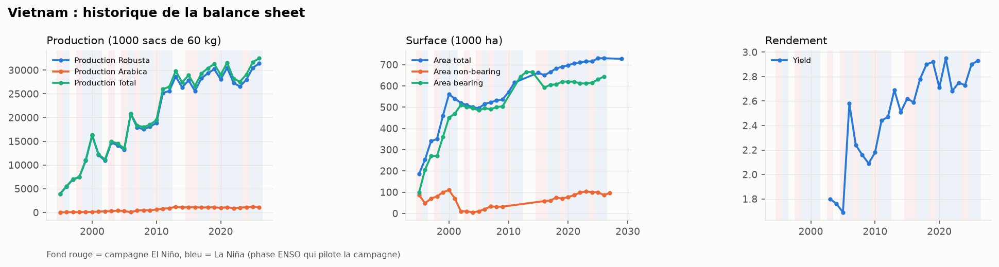 Vietnam : historique de la balance sheet
Production (1000 sacs de 60 kg)
Production Robusta
Production Arabica
Production Total
30000
25000
20000
15000
10000
5000
0
2000 2010 2020
Surface (1000 ha)
Area total
Area non-bearing
Area bearing
700
600
500
400
300
200
100
0
2000 2010 2020 2030
Rendement
Yield
3.0
2.8
2.6
2.4
2.2
2.0
1.8
2000 2010 2020
Fond rouge = campagne El Niño, bleu = La Niña (phase ENSO qui pilote la campagne)